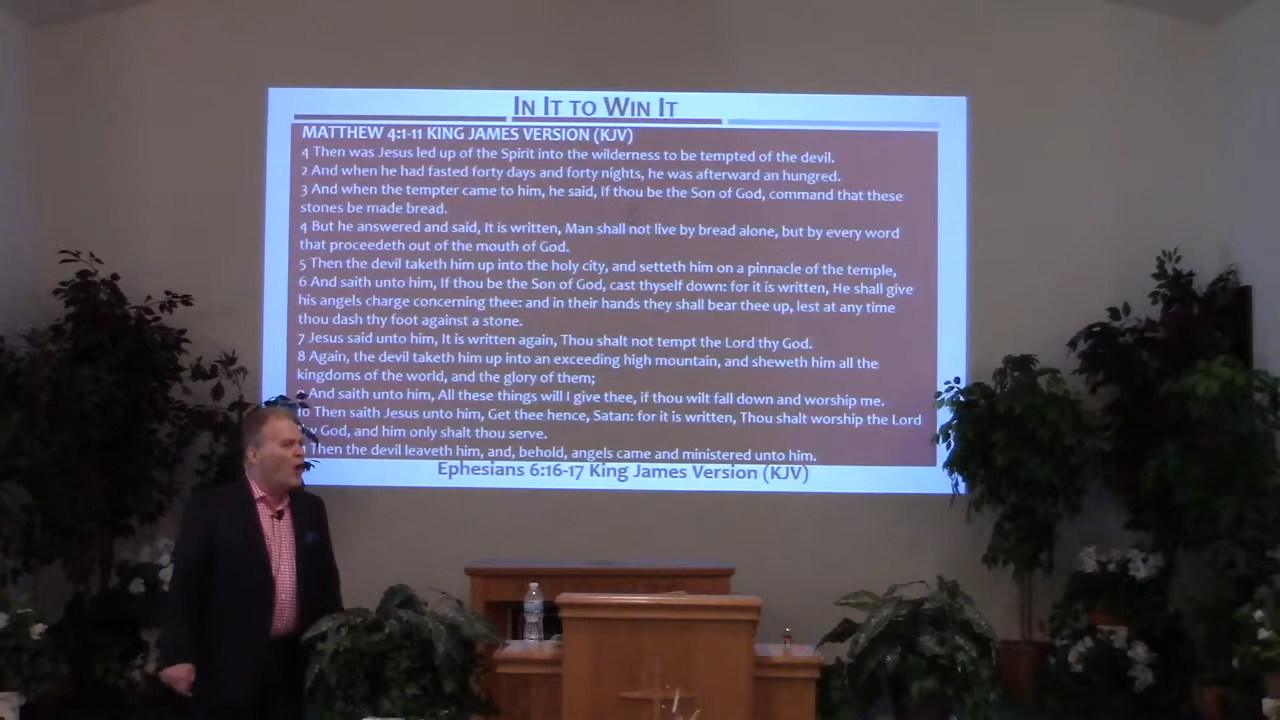 In It to Win It
MATTHEW 4:1-11 KING JAMES VERSION (KJV)
4 Then was Jesus led up of the Spirit into the wilderness to be tempted of the devil.
2 And when he had fasted forty days and forty nights, he was afterward an hungred.
3 And when the tempter came to him, he said, If thou be the Son of God, command that these
stones be made bread.
4 But he answered and said, It is written, Man shall not live by bread alone, but by every word
that proceedeth out of the mouth of God.
5 Then the devil taketh him up into the holy city, and setteth him on a pinnacle of the temple,
6 And saith unto him, If thou be the Son of God, cast thyself down: for it is written, He shall give
his angels charge concerning thee: and in their hands they shall bear thee up, lest at any time
thou dash thy foot against a stone.
7 Jesus said unto him, It is written again, Thou shalt not tempt the Lord thy God.
8 Again, the devil taketh him up into an exceeding high mountain, and sheweth him all the
kingdoms of the world, and the glory of them;
And saith unto him, All these things will I give thee, if thou wilt fall down and worship me.
10 Then saith Jesus unto him, Get thee hence, Satan: for it is written, Thou shalt worship the Lord
God, and him only shalt thou serve.
Then the devil leaveth him, and, behold, angels came and ministered unto him.
Ephesians 6:16-17 King James Version (KJV)